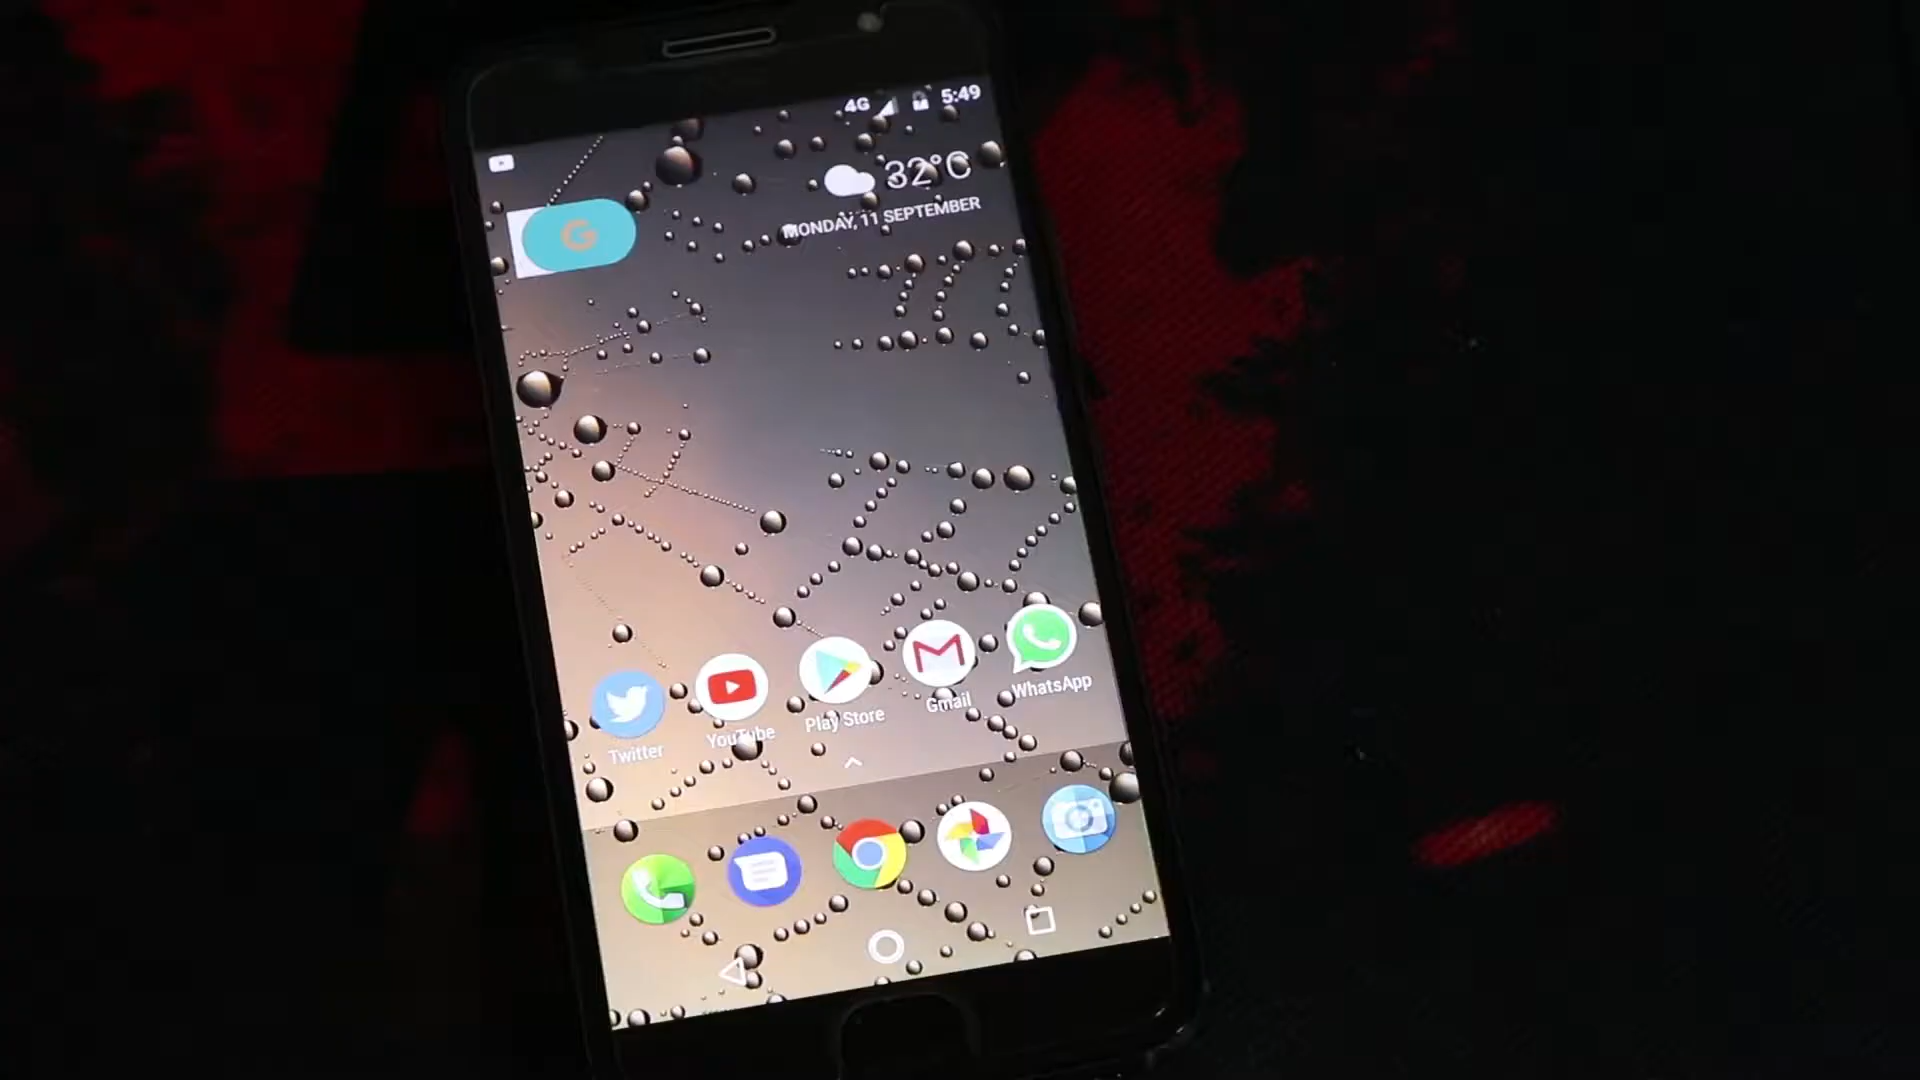 4G 5:49
32°C
MONDAY, 11 SEPTEMBER
G
Twitter
YouTube
Play Store
Gmail
WhatsApp